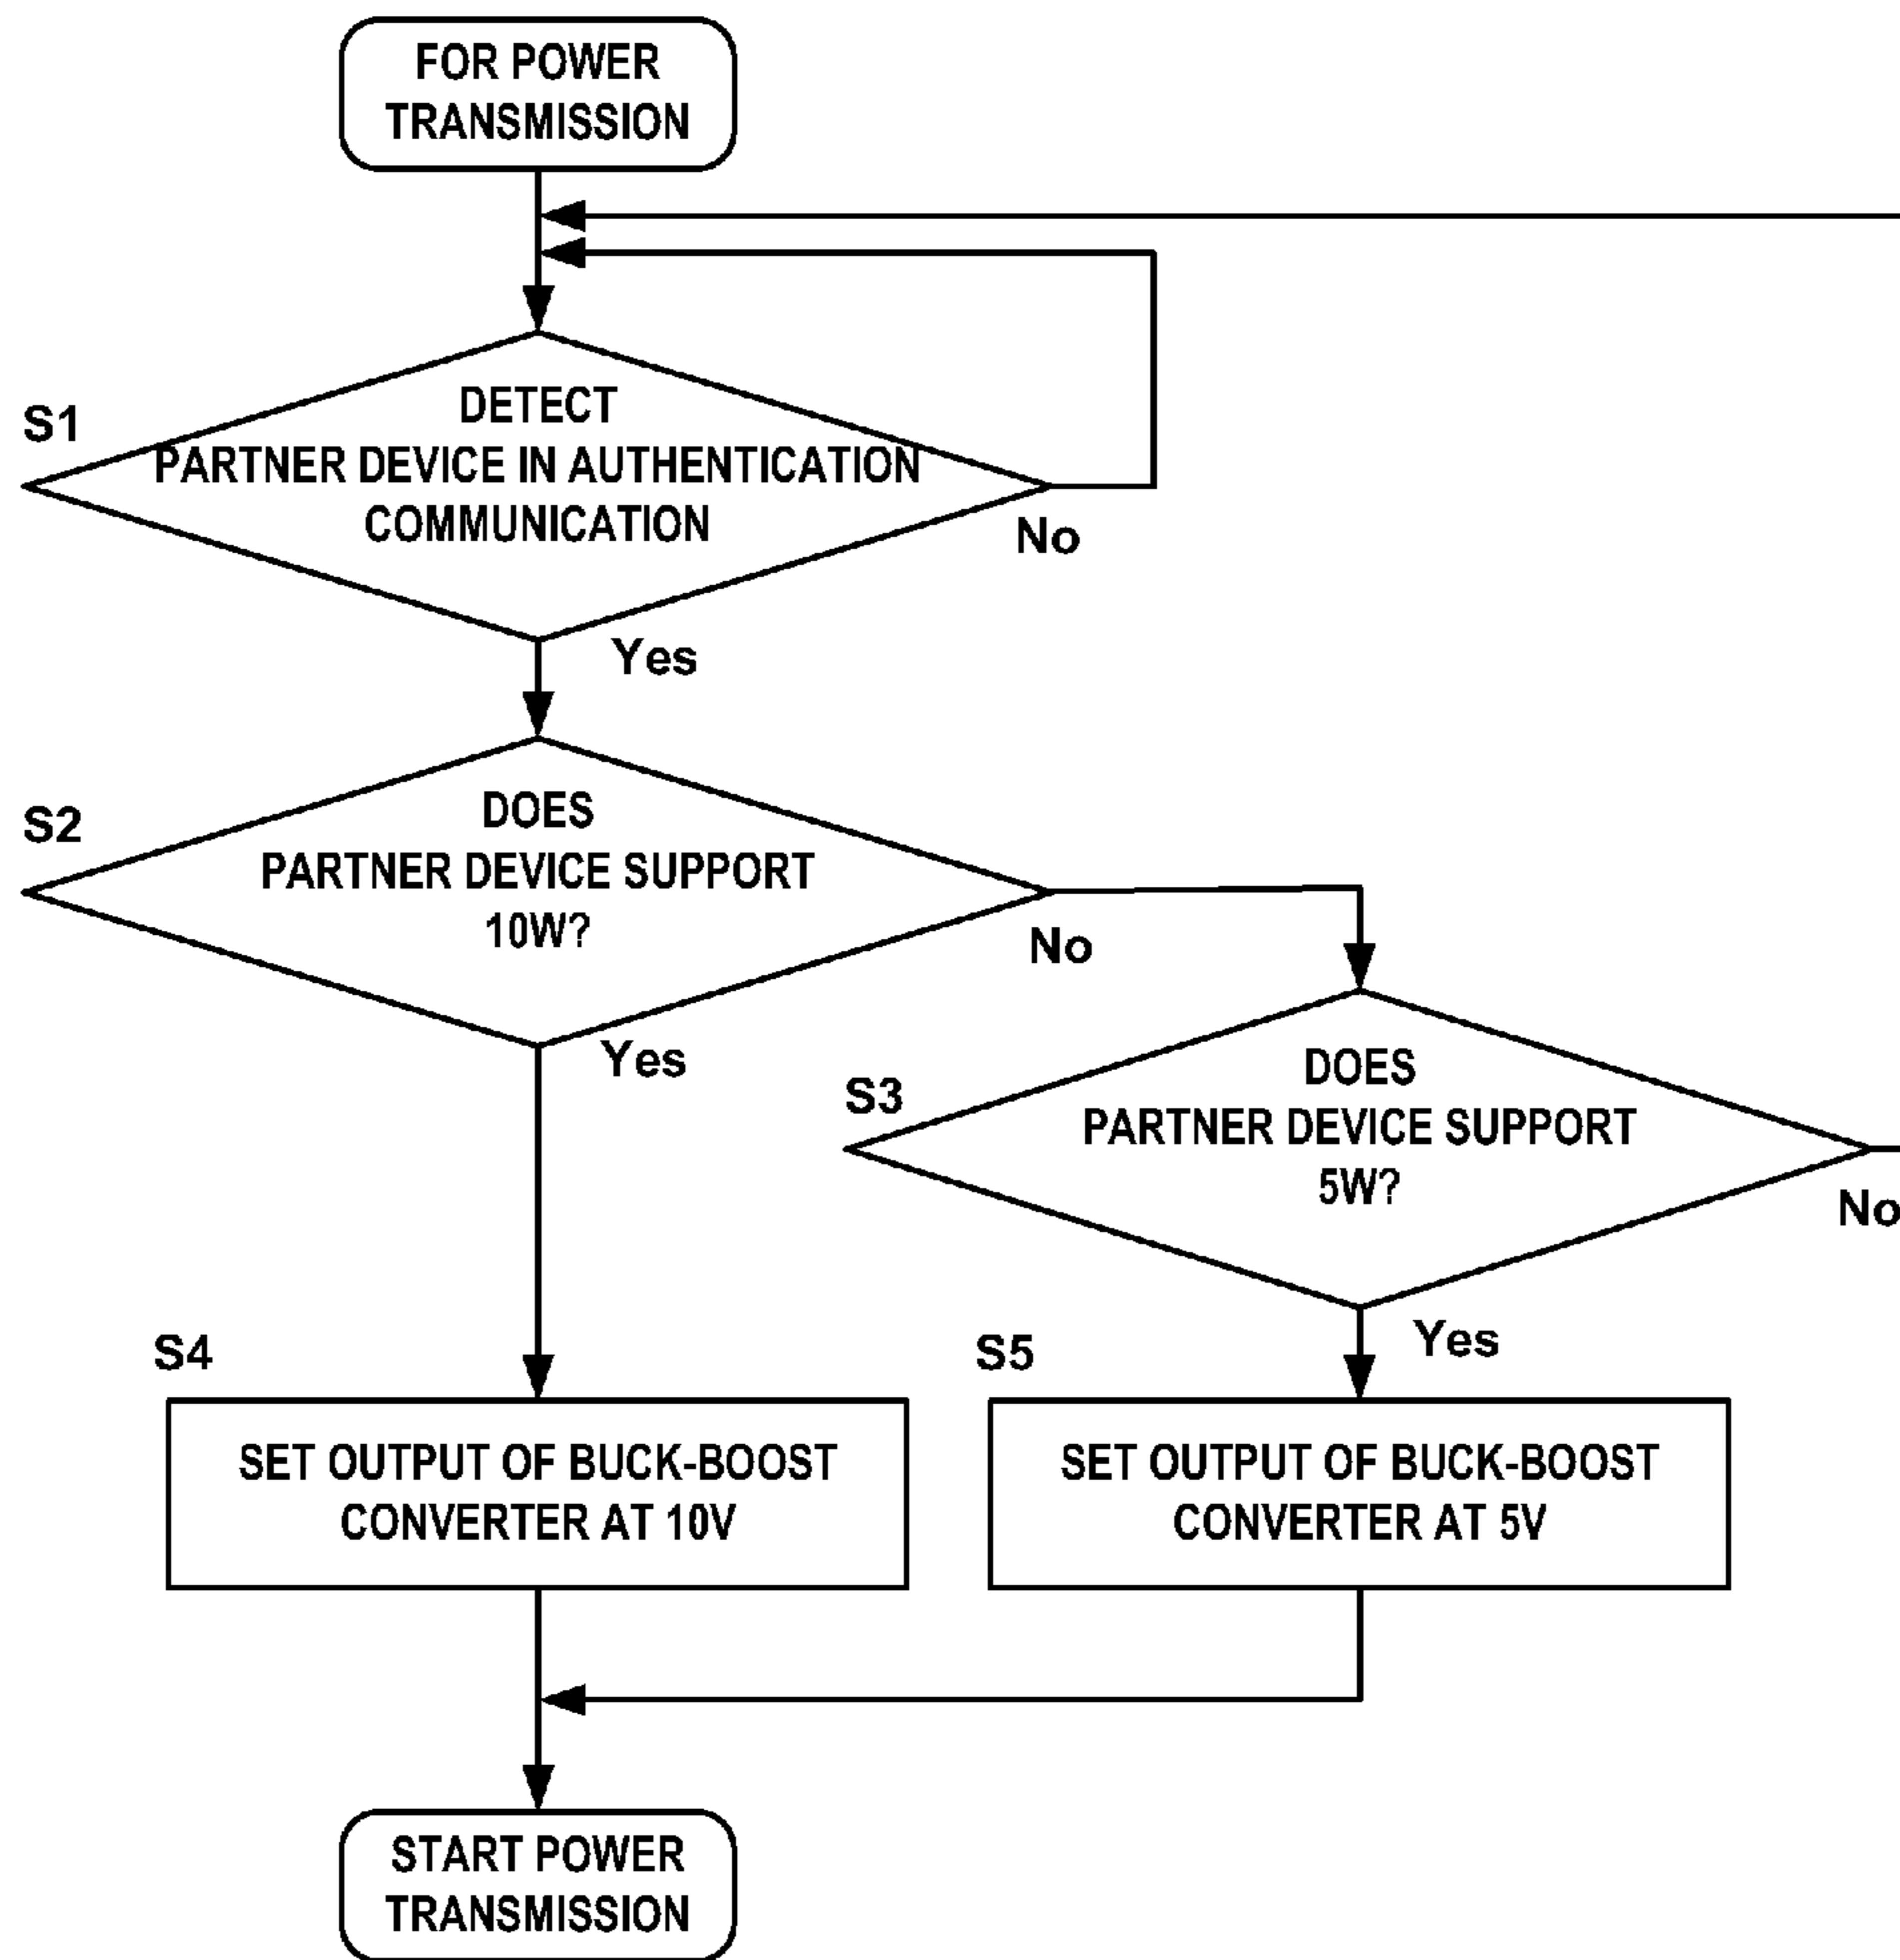 FOR POWER
TRANSMISSION
S1
DETECT
PARTNER DEVICE IN AUTHENTICATION
COMMUNICATION
No
Yes
S2
DOES
PARTNER DEVICE SUPPORT
10W?
No
Yes
S3
DOES
PARTNER DEVICE SUPPORT
5W?
No
Yes
S4
SET OUTPUT OF BUCK-BOOST
CONVERTER AT 10V
S5
SET OUTPUT OF BUCK-BOOST
CONVERTER AT 5V
START POWER
TRANSMISSION